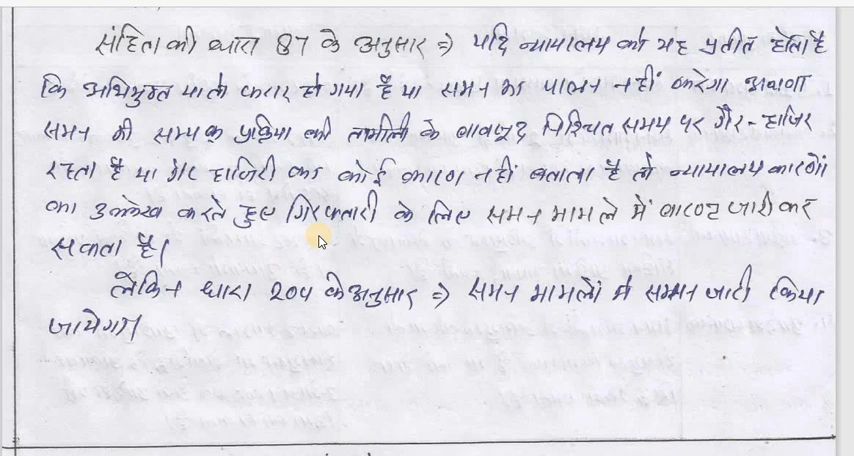 संहिता की धारा 87 के अनुसार ⇒ यदि न्यायालय को यह प्रतीत होता है
कि अभियुक्त या तो फरार हो गया है या समन का पालन नहीं करेगा अथवा
समन की सम्यक प्रक्रिया की तामीली के बावजूद निश्चित समय पर गैर-हाजिर
रहता है या गैर हाजिरी का कोई कारण नहीं बताता है तो न्यायालय कारणों
का उल्लेख करते हुए गिरफ्तारी के लिए समन मामले में वारण्ट जारी कर
सकता है।
लेकिन धारा 204 के अनुसार ⇒ समन मामलों में सम्मन जारी किया
जायेगा।